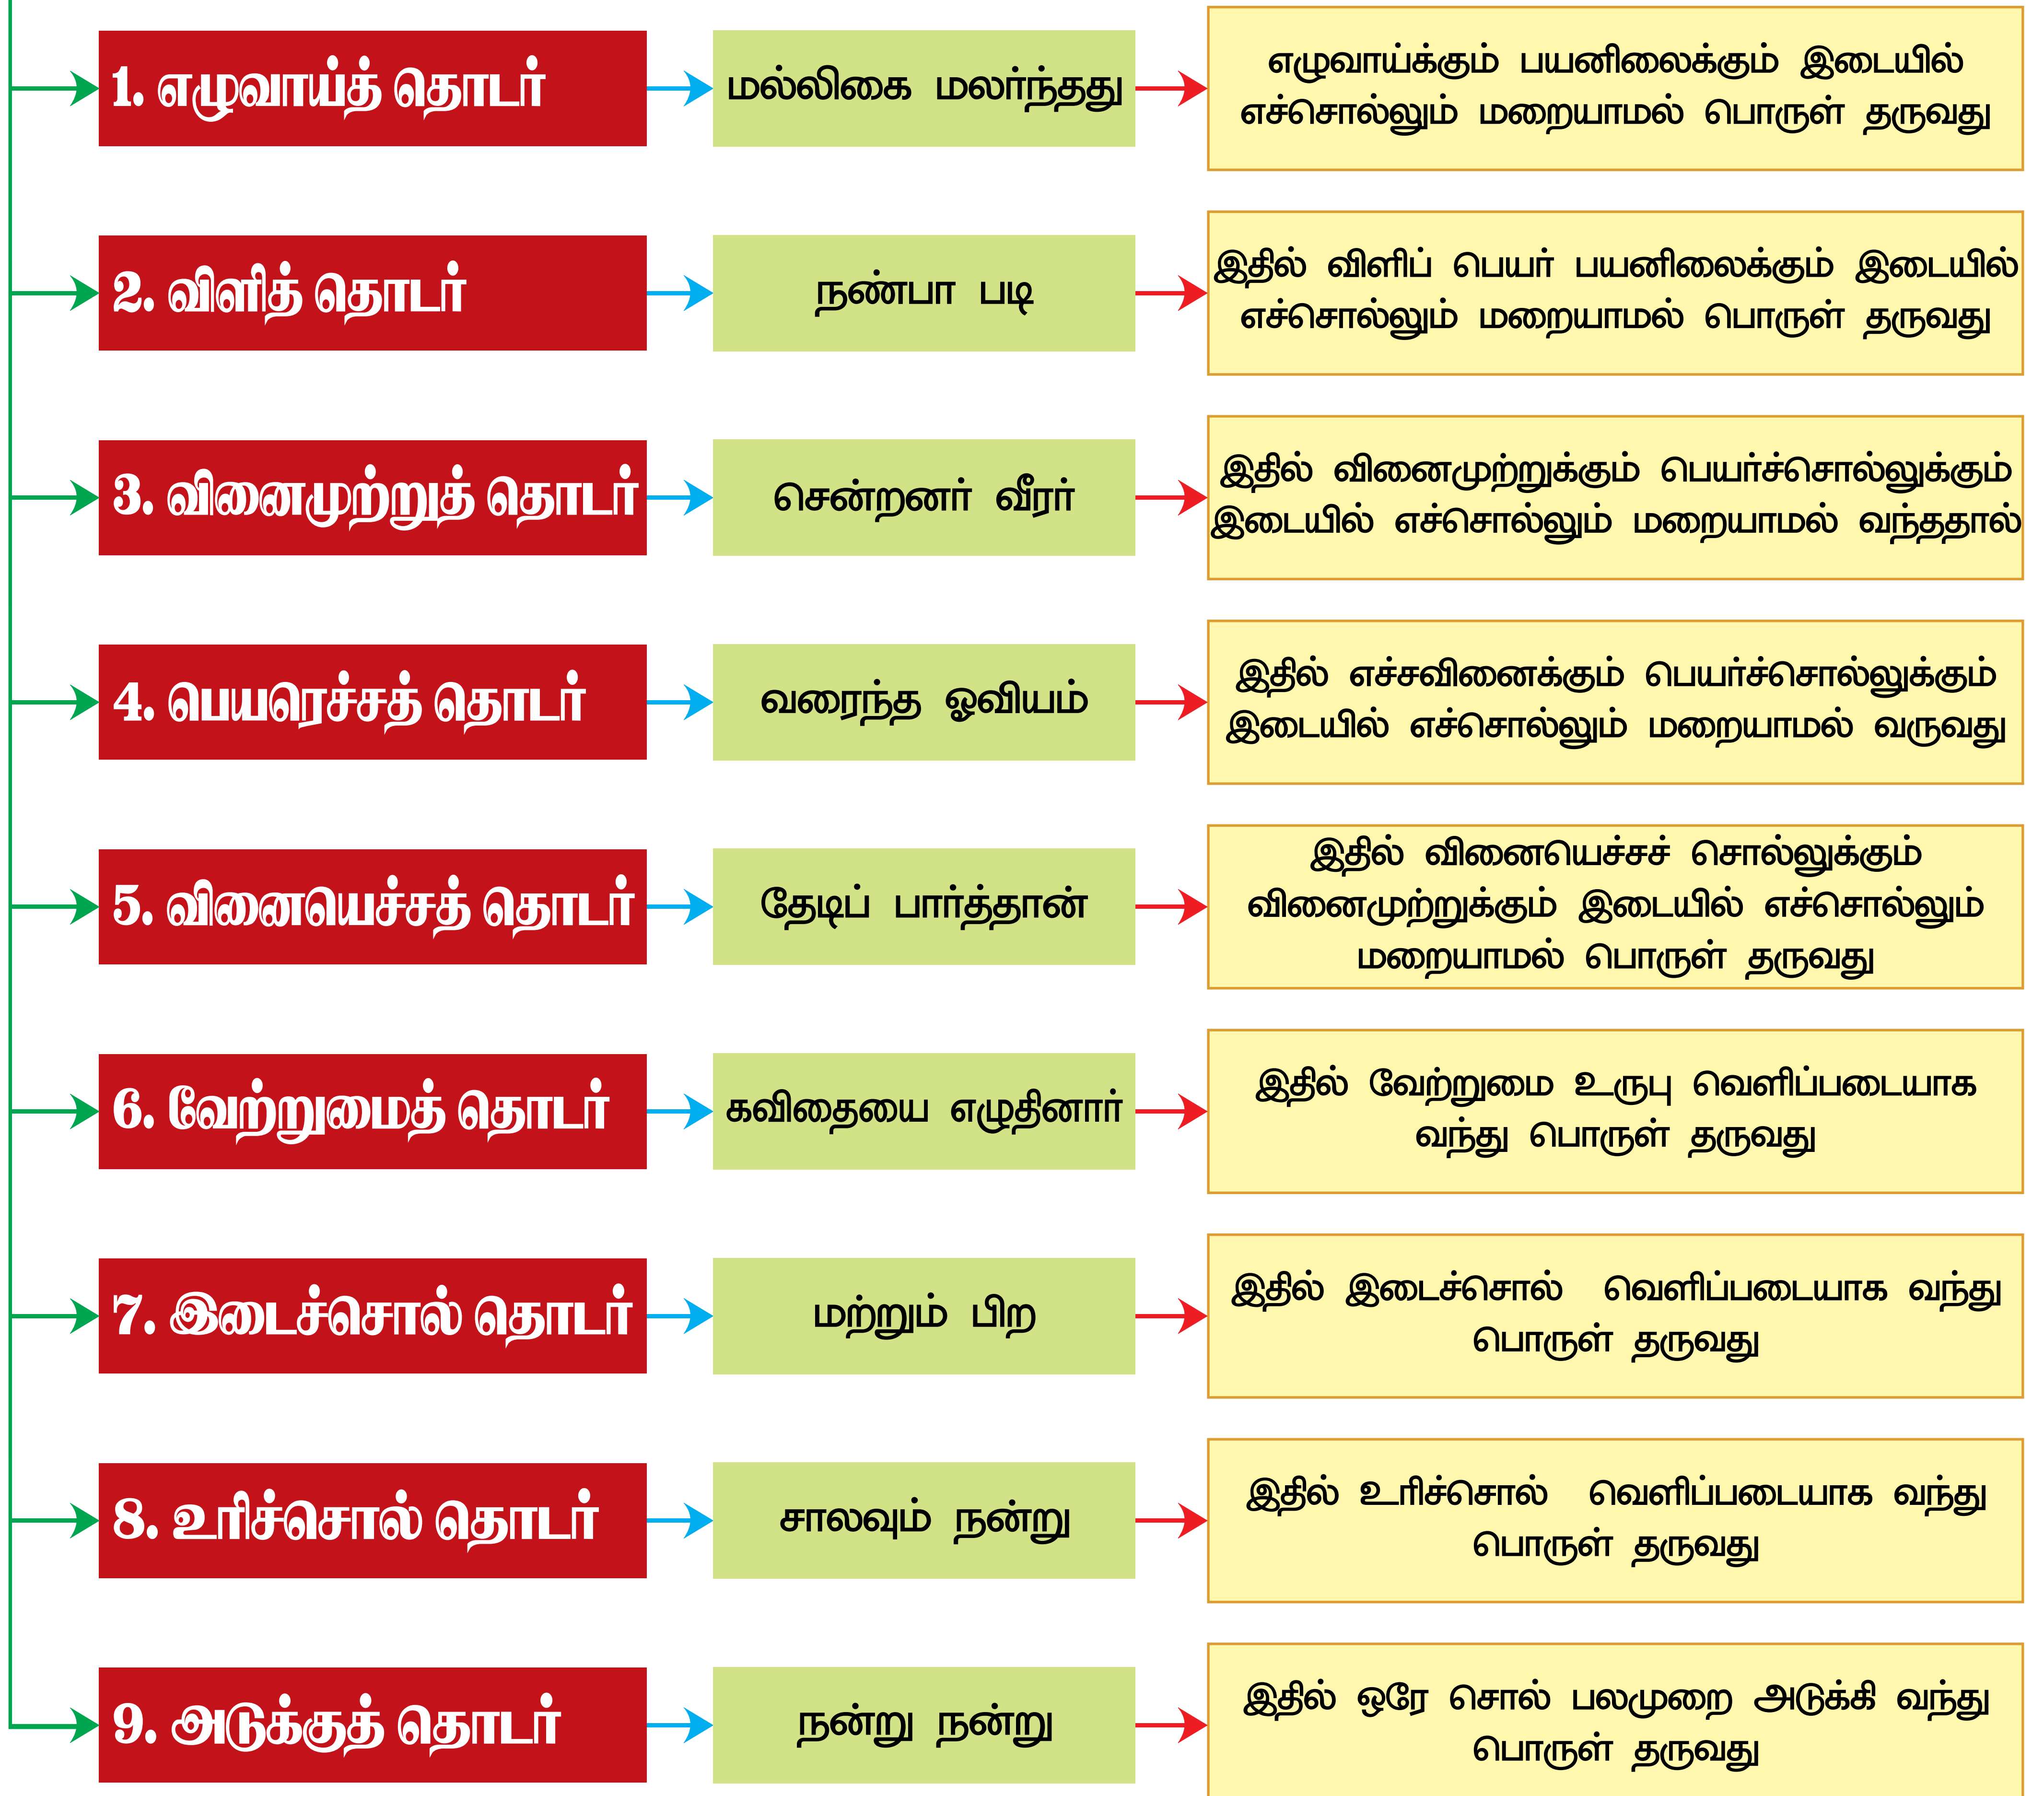 1. எழுவாய்த் தொடர்
மல்லிகை மலர்ந்தது
எழுவாய்க்கும் பயனிலைக்கும் இடையில்
எச்சொல்லும் மறையாமல் பொருள் தருவது
2. விளித் தொடர்
நண்பா படி
இதில் விளிப் பெயர் பயனிலைக்கும் இடையில்
எச்சொல்லும் மறையாமல் பொருள் தருவது
3. வினைமுற்றுத் தொடர்
சென்றனர் வீரர்
இதில் வினைமுற்றுக்கும் பெயர்ச்சொல்லுக்கும்
இடையில் எச்சொல்லும் மறையாமல் வந்ததால்
4. பெயரெச்சத் தொடர்
வரைந்த ஓவியம்
இதில் எச்சவினைக்கும் பெயர்ச்சொல்லுக்கும்
இடையில் எச்சொல்லும் மறையாமல் வருவது
5. வினையெச்சத் தொடர்
தேடிப் பார்த்தான்
இதில் வினையெச்சச் சொல்லுக்கும்
வினைமுற்றுக்கும் இடையில் எச்சொல்லும்
மறையாமல் பொருள் தருவது
6. வேற்றுமைத் தொடர்
கவிதையை எழுதினார்
இதில் வேற்றுமை உருபு வெளிப்படையாக
வந்து பொருள் தருவது
7. இடைச்சொல் தொடர்
மற்றும் பிற
இதில் இடைச்சொல் வெளிப்படையாக வந்து
பொருள் தருவது
8. உரிச்சொல் தொடர்
சாலவும் நன்று
இதில் உரிச்சொல் வெளிப்படையாக வந்து
பொருள் தருவது
9. அடுக்குத் தொடர்
நன்று நன்று
இதில் ஒரே சொல் பலமுறை அடுக்கி வந்து
பொருள் தருவது